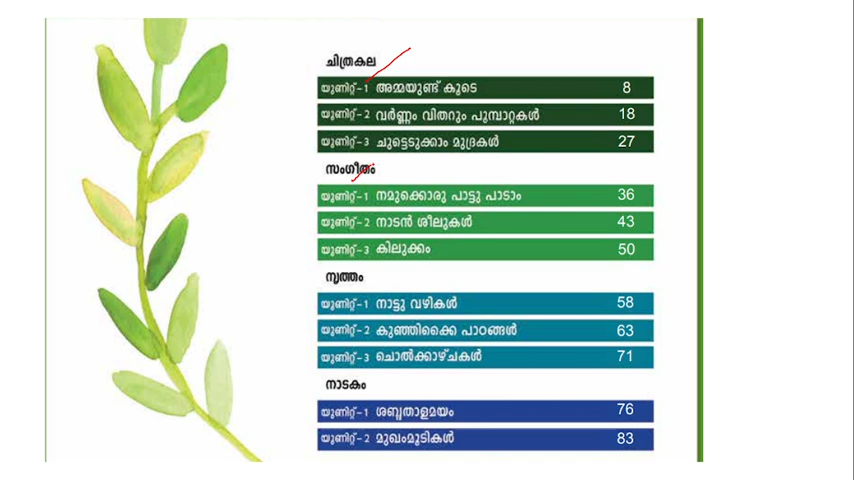 ചിത്രകല
യൂണിറ്റ്-1 അമ്മയുണ്ട് കൂടെ 8
യൂണിറ്റ്-2 വർണ്ണം വിതറും പൂമ്പാറ്റകൾ 18
യൂണിറ്റ്-3 ചുട്ടെടുക്കാം മുദ്രകൾ 27
സംഗീതം
യൂണിറ്റ്-1 നമുക്കൊരു പാട്ടു പാടാം 36
യൂണിറ്റ്-2 നാടൻ ശീലുകൾ 43
യൂണിറ്റ്-3 കിലുക്കം 50
നൃത്തം
യൂണിറ്റ്-1 നാട്ടു വഴികൾ 58
യൂണിറ്റ്-2 കുഞ്ഞിക്കൈ പാഠങ്ങൾ 63
യൂണിറ്റ്-3 ചൊൽക്കാഴ്ചകൾ 71
നാടകം
യൂണിറ്റ്-1 ശബ്ദതാളമയം 76
യൂണിറ്റ്-2 മുഖംമൂടികൾ 83